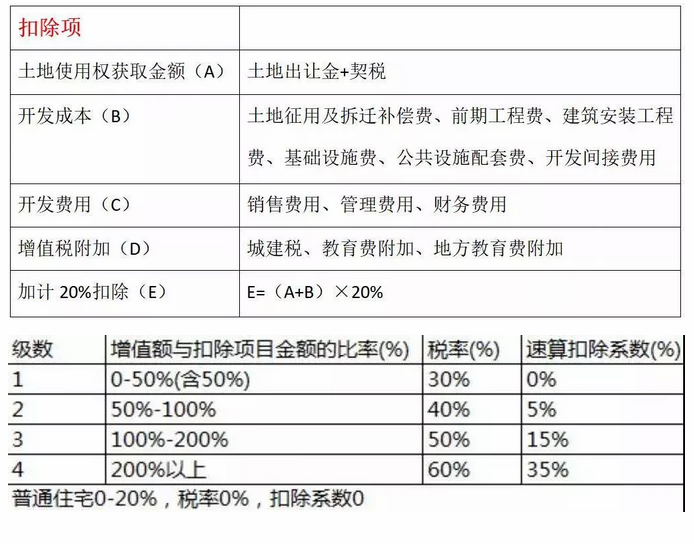 扣除项
土地使用权获取金额（A） 土地出让金+契税
开发成本（B） 土地征用及拆迁补偿费、前期工程费、建筑安装工程
费、基础设施费、公共设施配套费、开发间接费用
开发费用（C） 销售费用、管理费用、财务费用
增值税附加（D） 城建税、教育费附加、地方教育费附加
加计 20%扣除（E） E=（A+B）×20%
级数 增值额与扣除项目金额的比率(%) 税率(%) 速算扣除系数(%)
1 0-50%(含50%) 30% 0%
2 50%-100% 40% 5%
3 100%-200% 50% 15%
4 200%以上 60% 35%
普通住宅0-20%，税率0%，扣除系数0